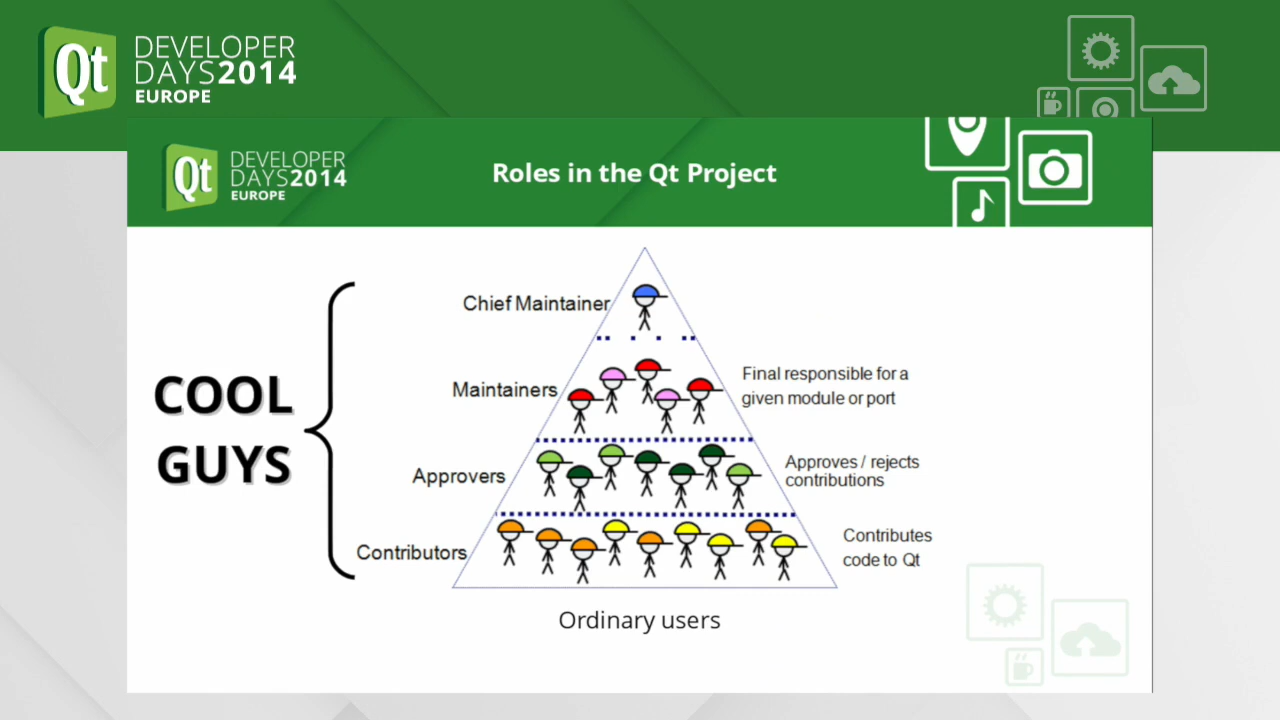 Qt DEVELOPER
DAYS2014
EUROPE
Qt DEVELOPER
DAYS2014
EUROPE
Roles in the Qt Project
COOL
GUYS
Chief Maintainer
Maintainers
Final responsible for a
given module or port
Approvers
Approves / rejects
contributions
Contributors
Contributes
code to Qt
Ordinary users